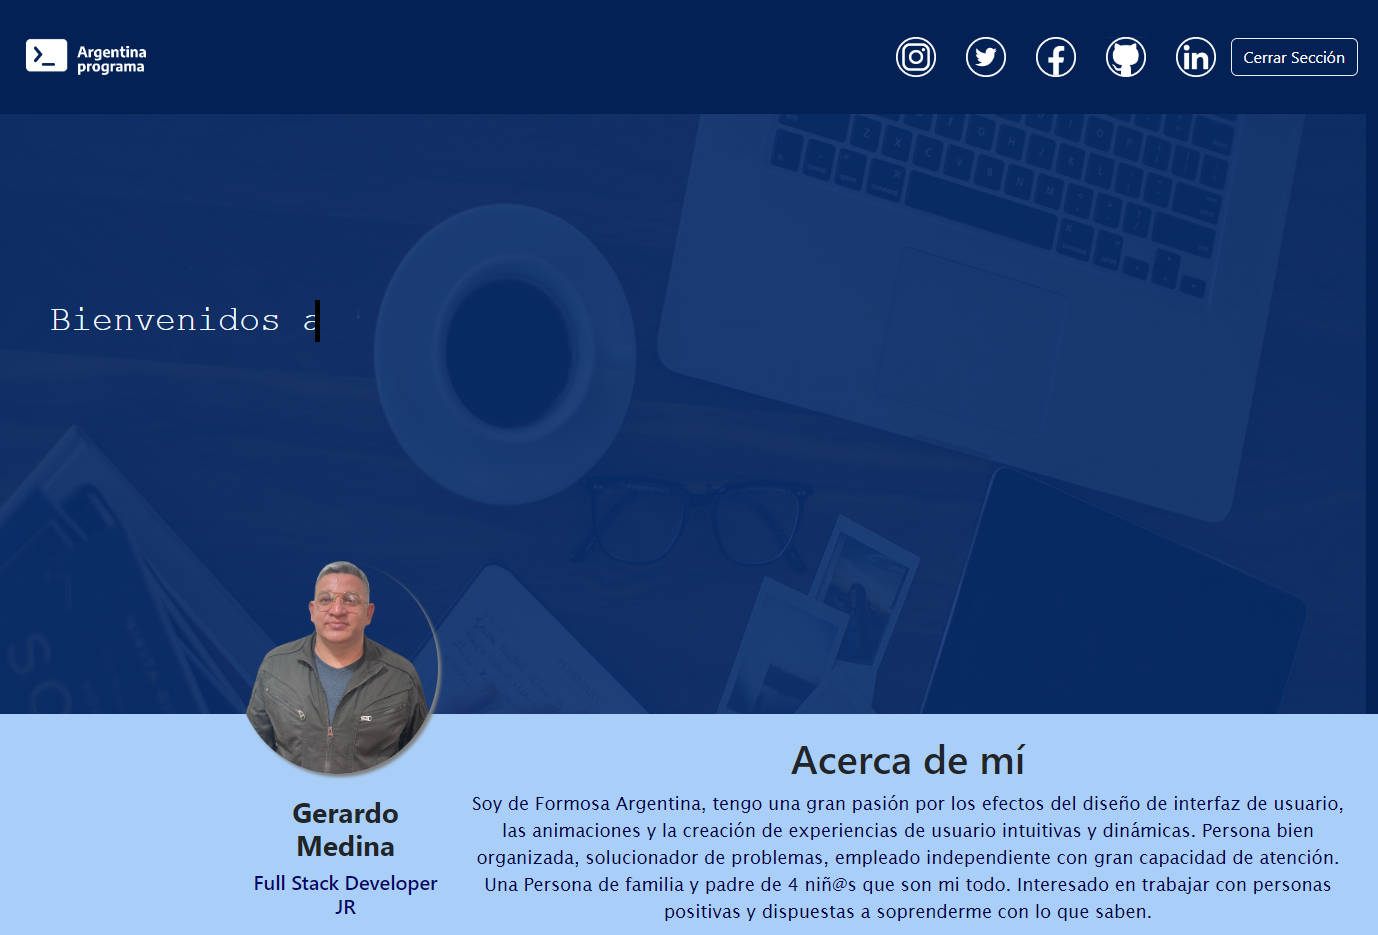 Argentina
programa
Cerrar Sección
Bienvenidos a
Gerardo
Medina
Full Stack Developer
JR
Acerca de mí
Soy de Formosa Argentina, tengo una gran pasión por los efectos del diseño de interfaz de usuario,
las animaciones y la creación de experiencias de usuario intuitivas y dinámicas. Persona bien
organizada, solucionador de problemas, empleado independiente con gran capacidad de atención.
Una Persona de familia y padre de 4 niñ@s que son mi todo. Interesado en trabajar con personas
positivas y dispuestas a soprenderme con lo que saben.